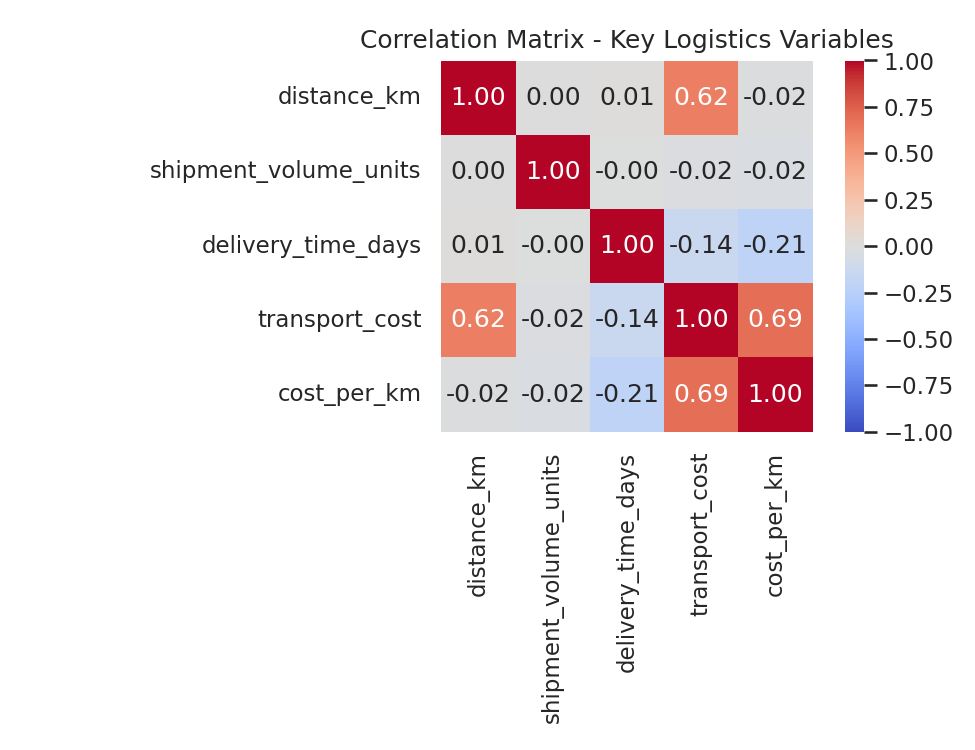 Correlation Matrix - Key Logistics Variables
distance_km 1.00 0.00 0.01 0.62 -0.02
shipment_volume_units 0.00 1.00 -0.00 -0.02 -0.02
delivery_time_days 0.01 -0.00 1.00 -0.14 -0.21
transport_cost 0.62 -0.02 -0.14 1.00 0.69
cost_per_km -0.02 -0.02 -0.21 0.69 1.00
distance_km
shipment_volume_units
delivery_time_days
transport_cost
cost_per_km
1.00
0.75
0.50
0.25
0.00
−0.25
−0.50
−0.75
−1.00